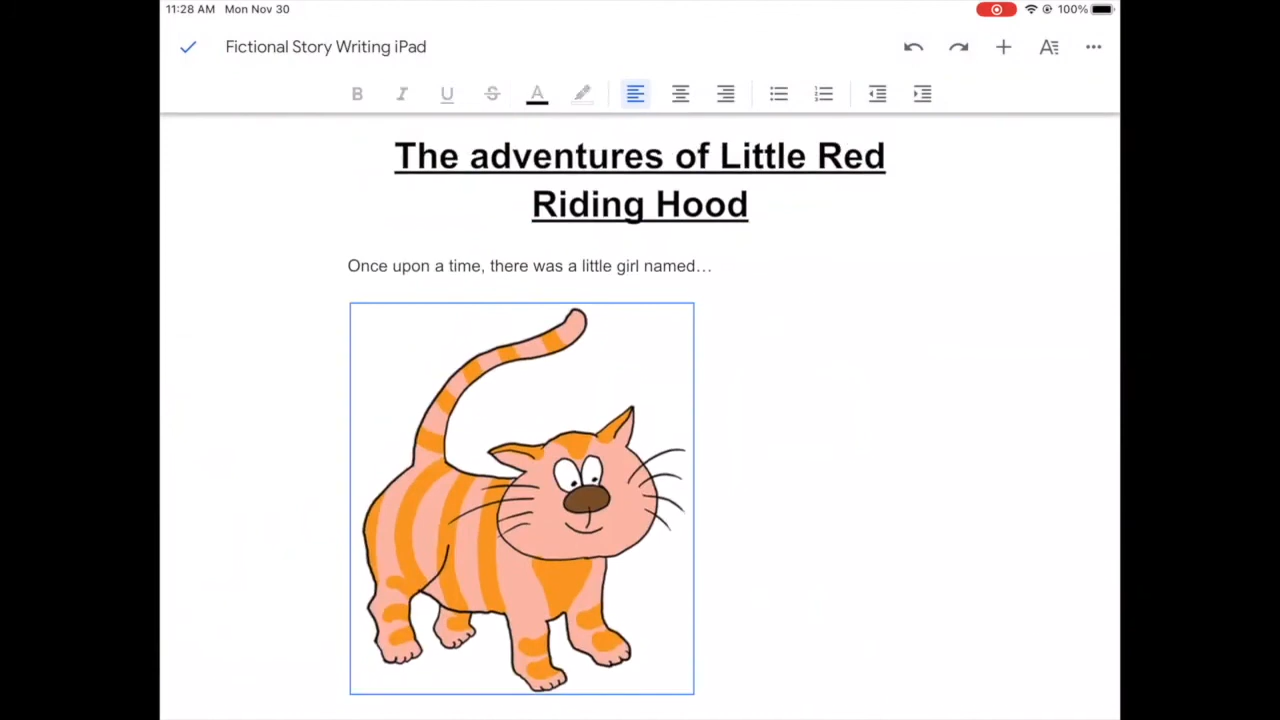 11:28 AM Mon Nov 30
100%
Fictional Story Writing iPad
B I U S A
The adventures of Little Red
Riding Hood
Once upon a time, there was a little girl named…